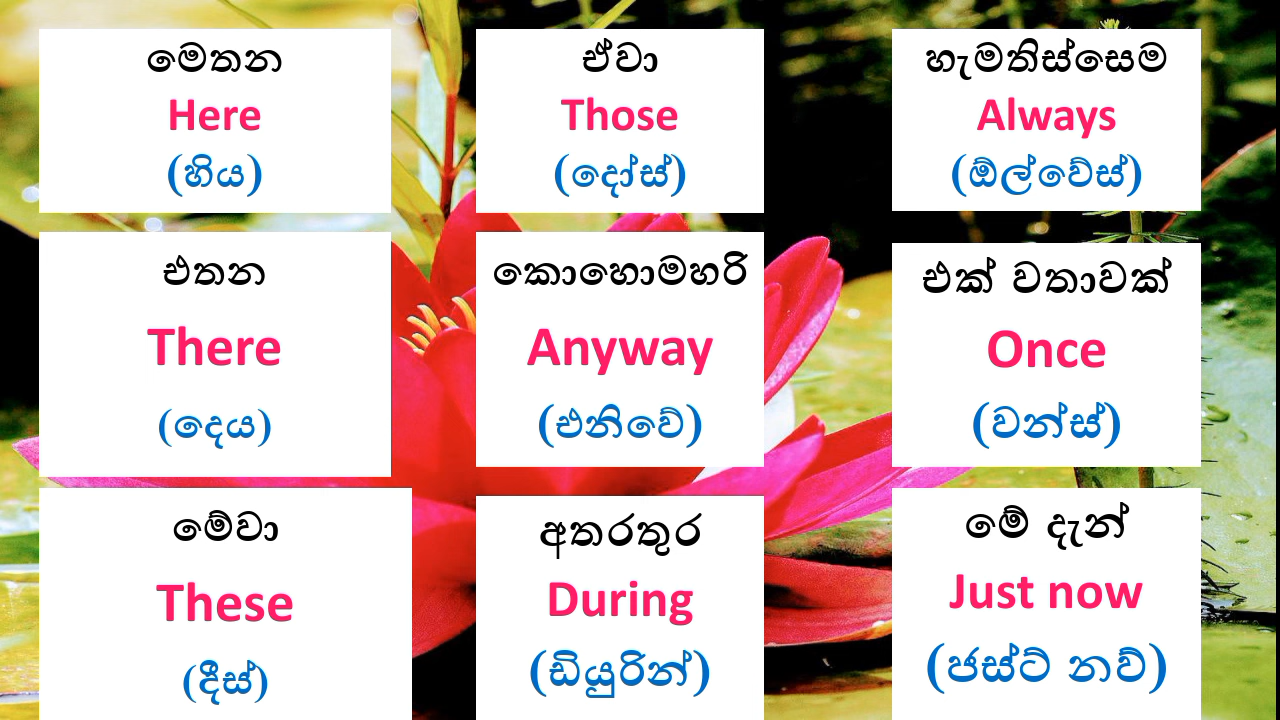 මෙතන
Here
(හිය)
ඒවා
Those
(දෝස්)
හැමතිස්සෙම
Always
(ඕල්වේස්)
එතන
There
(දෙය)
කොහොමහරි
Anyway
(එනිවේ)
එක් වතාවක්
Once
(වන්ස්)
මේවා
These
(දීස්)
අතරතුර
During
(ඩියුරින්)
මේ දැන්
Just now
(ජස්ට් නව්)